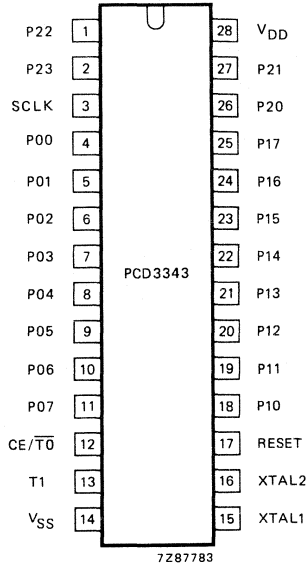 P22 1 28 VDD
P23 2 27 P21
SCLK 3 26 P20
P00 4 25 P17
P01 5 24 P16
P02 6 23 P15
P03 7 22 P14
PCD3343
P04 8 21 P13
P05 9 20 P12
P06 10 19 P11
P07 11 18 P10
CE/T̅0̅ 12 17 RESET
T1 13 16 XTAL2
VSS 14 15 XTAL1
7Z87783